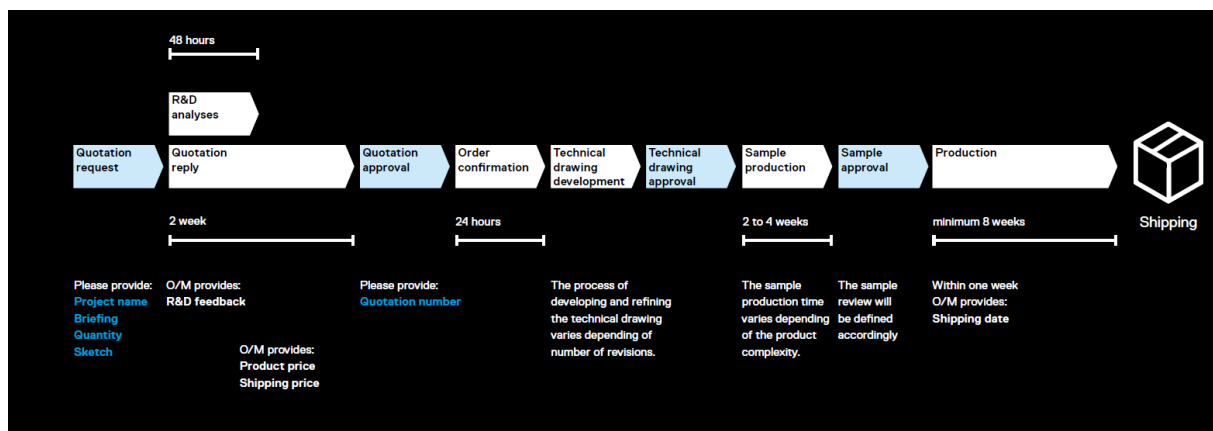 48 hours
R&D
analyses
Quotation
request
Quotation
reply
Quotation
approval
Order
confirmation
Technical
drawing
development
Technical
drawing
approval
Sample
production
Sample
approval
Production
Shipping
2 week
24 hours
2 to 4 weeks
minimum 8 weeks
Please provide:
Project name
Briefing
Quantity
Sketch
O/M provides:
R&D feedback
O/M provides:
Product price
Shipping price
Please provide:
Quotation number
The process of
developing and refining
the technical drawing
varies depending of
number of revisions.
The sample
production time
varies depending
of the product
complexity.
The sample
review will
be defined
accordingly
Within one week
O/M provides:
Shipping date